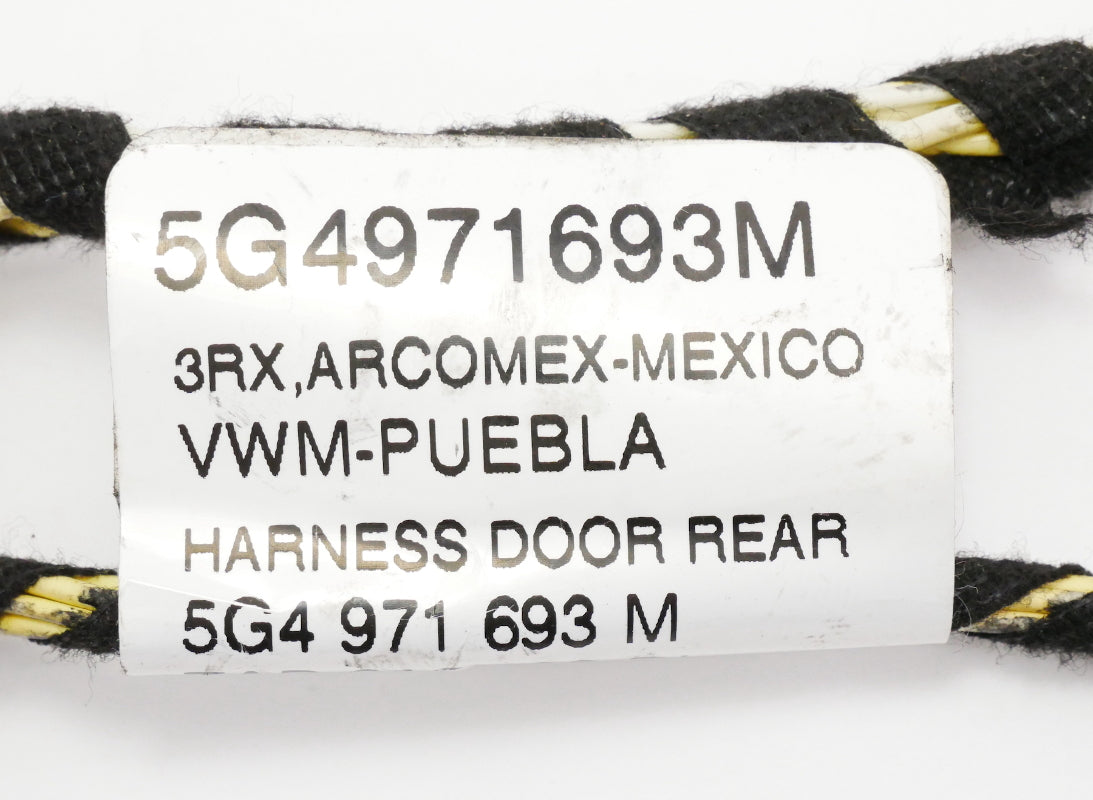 5G4971693M
3RX,ARCOMEX-MEXICO
VWM-PUEBLA
HARNESS DOOR REAR
5G4 971 693 M